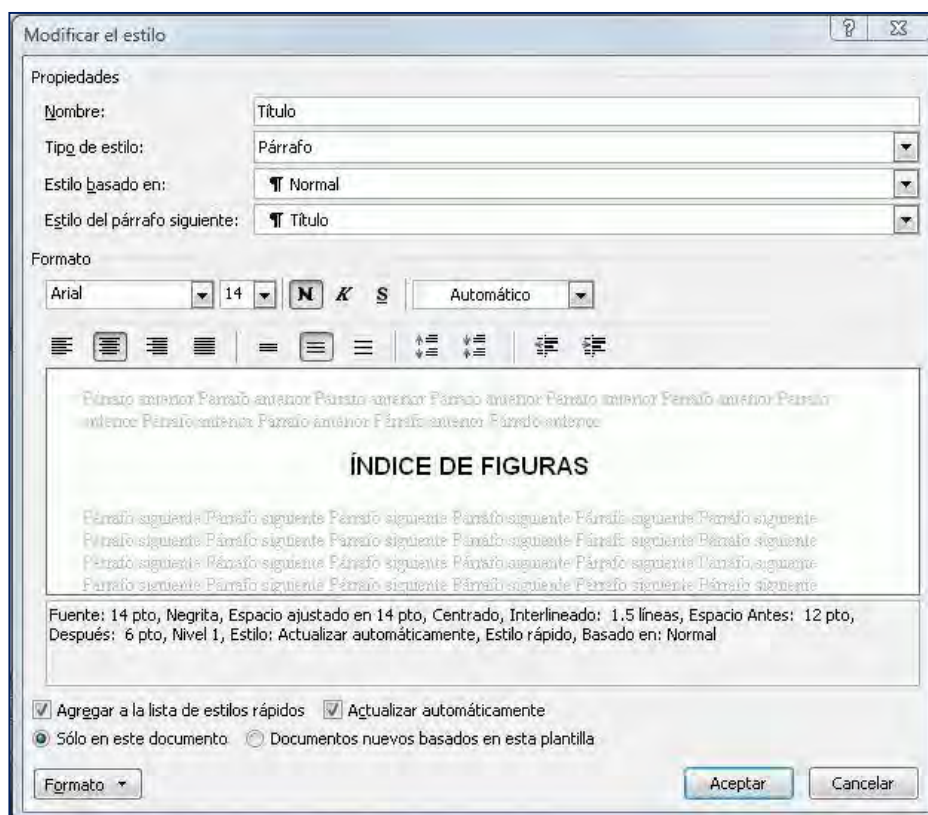 Modificar el estilo
Propiedades
Nombre: Título
Tipo de estilo: Párrafo
Estilo basado en: ¶ Normal
Estilo del párrafo siguiente: ¶ Título
Formato
Arial 14 N K S Automático
Párrafo anterior Párrafo anterior Párrafo anterior Párrafo anterior Párrafo anterior Párrafo anterior Párrafo
anterior Párrafo anterior Párrafo anterior Párrafo anterior Párrafo anterior
ÍNDICE DE FIGURAS
Párrafo siguiente Párrafo siguiente Párrafo siguiente Párrafo siguiente Párrafo siguiente Párrafo siguiente
Párrafo siguiente Párrafo siguiente Párrafo siguiente Párrafo siguiente Párrafo siguiente Párrafo siguiente
Párrafo siguiente Párrafo siguiente Párrafo siguiente Párrafo siguiente Párrafo siguiente Párrafo siguiente
Párrafo siguiente Párrafo siguiente Párrafo siguiente Párrafo siguiente Párrafo siguiente Párrafo siguiente
Fuente: 14 pto, Negrita, Espacio ajustado en 14 pto, Centrado, Interlineado: 1.5 líneas, Espacio Antes: 12 pto,
Después: 6 pto, Nivel 1, Estilo: Actualizar automáticamente, Estilo rápido, Basado en: Normal
Agregar a la lista de estilos rápidos Actualizar automáticamente
Sólo en este documento Documentos nuevos basados en esta plantilla
Formato Aceptar Cancelar